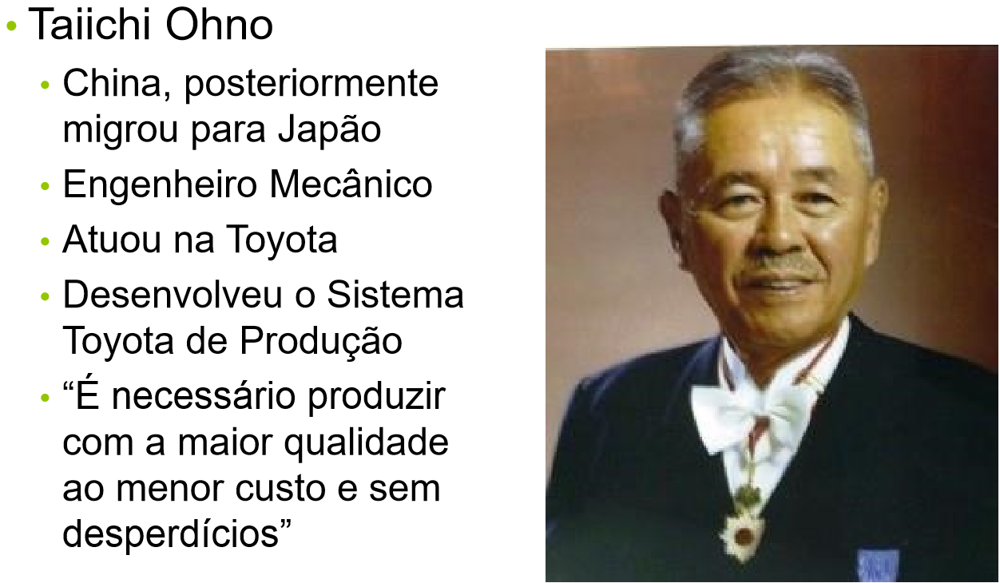 • Taiichi Ohno
• China, posteriormente
migrou para Japão
• Engenheiro Mecânico
• Atuou na Toyota
• Desenvolveu o Sistema
Toyota de Produção
• “É necessário produzir
com a maior qualidade
ao menor custo e sem
desperdícios”